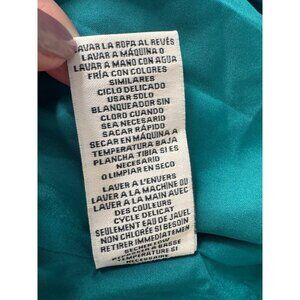 LAVAR LA ROPA AL REVÉS
LAVAR A MÁQUINA O
LAVAR A MANO CON AGUA
FRÍA CON COLORES
SIMILARES
CICLO DELICADO
USAR SOLO
BLANQUEADOR SIN
CLORO CUANDO
SEA NECESARIO
SACAR RÁPIDO
SECAR EN MÁQUINA A
TEMPERATURA BAJA
PLANCHA TIBIA SI ES
NECESARIO
O LIMPIAR EN SECO
LAVER A L'ENVERS
LAVER A LA MACHINE OU
LAVER A LA MAIN AVEC
DES COULEURS
CYCLE DELICAT
SEULEMENT EAU DE JAVEL
NON CHLORÉE SI BESOIN
RETIRER IMMEDIATEMEN
TEMPERATURE SI